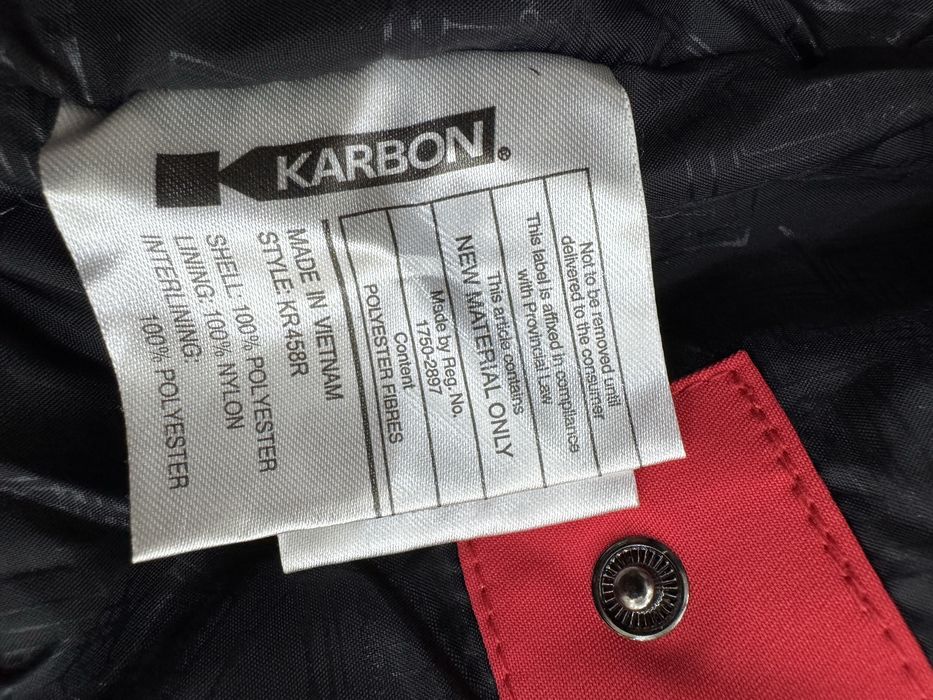 KARBON®
Not to be removed until
delivered to the consumer
This label is affixed in compliance
with Provincial Law
This article contains
NEW MATERIAL ONLY
Made by Reg. No.
1750-2897
Content
POLYESTER FIBRES
MADE IN VIETNAM
STYLE KR458R
SHELL: 100% POLYESTER
LINING: 100% NYLON
INTERLINING
100% POLYESTER